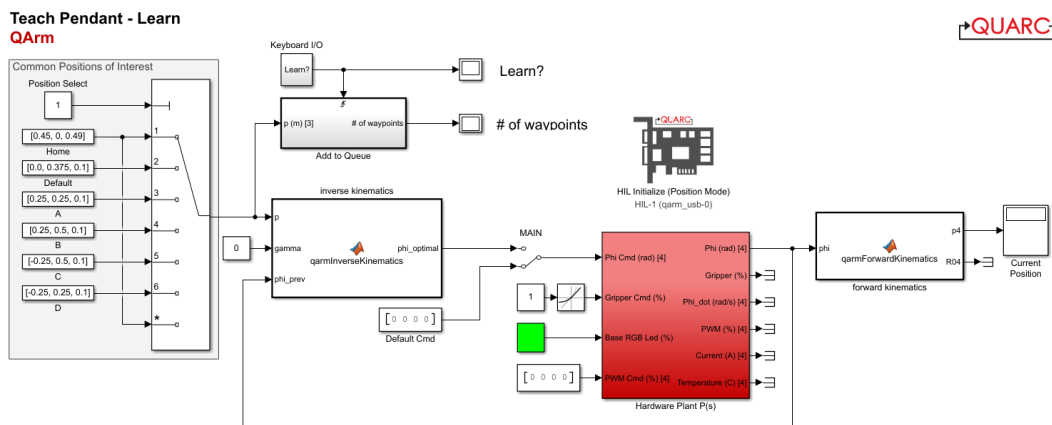 Teach Pendant - Learn
QArm
QUARC
Common Positions of Interest
Position Select
1
[0.45, 0, 0.49]
Home
[0.0, 0.375, 0.1]
Default
[0.25, 0.25, 0.1]
A
[0.25, 0.5, 0.1]
B
[-0.25, 0.5, 0.1]
C
[-0.25, 0.25, 0.1]
D
1
2
3
4
5
6
*
Keyboard I/O
Learn?
Learn?
p (m) [3]
# of waypoints
Add to Queue
# of waypoints
inverse kinematics
p
gamma
phi_prev
qarmInverseKinematics
phi_optimal
0
MAIN
[ 0 0 0 0 ]
Default Cmd
1
[ 0 0 0 0 ]
QUARC
HIL Initialize (Position Mode)
HIL-1 (qarm_usb-0)
Phi Cmd (rad) [4]
Gripper Cmd (%)
Base RGB Led (%)
PWM Cmd (%) [4]
Phi (rad) [4]
Gripper (%)
Phi_dot (rad/s) [4]
PWM (%) [4]
Current (A) [4]
Temperature (C) [4]
Hardware Plant P(s)
phi
qarmForwardKinematics
p4
R04
forward kinematics
Current
Position